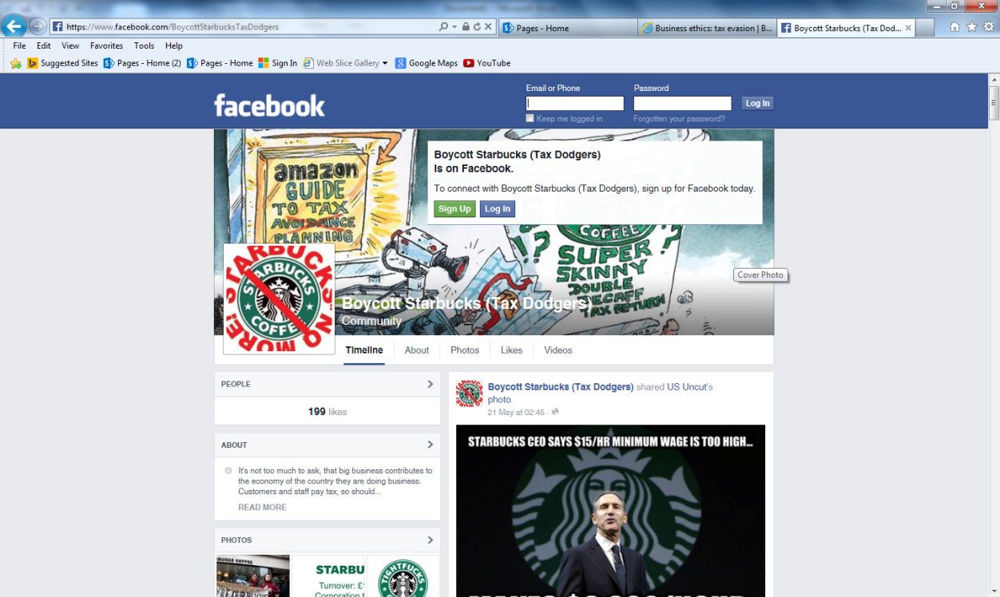 https://www.facebook.com/BoycottStarbucksTaxDodgers
Pages - Home
Business ethics: tax evasion | B...
Boycott Starbucks (Tax Dod...
File Edit View Favorites Tools Help
Suggested Sites Pages - Home (2) Pages - Home Sign In Web Slice Gallery Google Maps YouTube
facebook
Email or Phone
Password
Log In
Keep me logged in
Forgotten your password?
amazon
GUIDE
TO TAX
AVOIDANCE
PLANNING
Boycott Starbucks (Tax Dodgers)
is on Facebook.
To connect with Boycott Starbucks (Tax Dodgers), sign up for Facebook today.
Sign Up Log In
COFFEE
!? SUPER ?!
SKINNY
DOUBLE
DECAFF
TAX RETURN
Cover Photo
STARBUCKS NO MORE!
STARBUCKS
COFFEE
Boycott Starbucks (Tax Dodgers)
Community
Timeline About Photos Likes Videos
PEOPLE
199 likes
ABOUT
It's not too much to ask, that big business contributes to
the economy of the country they are doing business.
Customers and staff pay tax, so should...
READ MORE
PHOTOS
STARBU
Turnover: £
Corporation t
TIGHTFUCKS
Boycott Starbucks (Tax Dodgers) shared US Uncut's
photo.
21 May at 02:45 ·
STARBUCKS CEO SAYS $15/HR MINIMUM WAGE IS TOO HIGH...